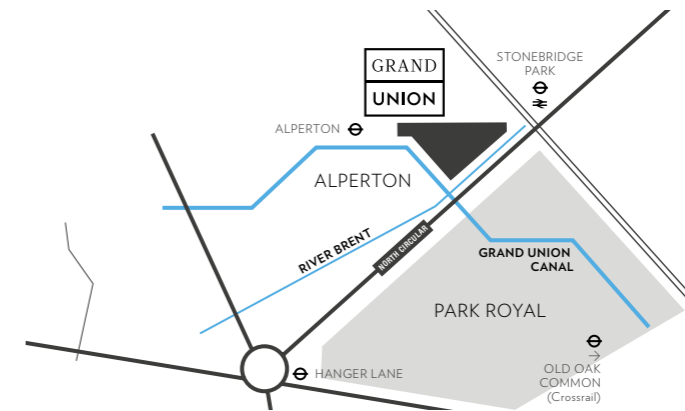 GRAND
UNION
STONEBRIDGE
PARK
ALPERTON
ALPERTON
RIVER BRENT
NORTH CIRCULAR
GRAND UNION
CANAL
PARK ROYAL
HANGER LANE
→
OLD OAK
COMMON
(Crossrail)